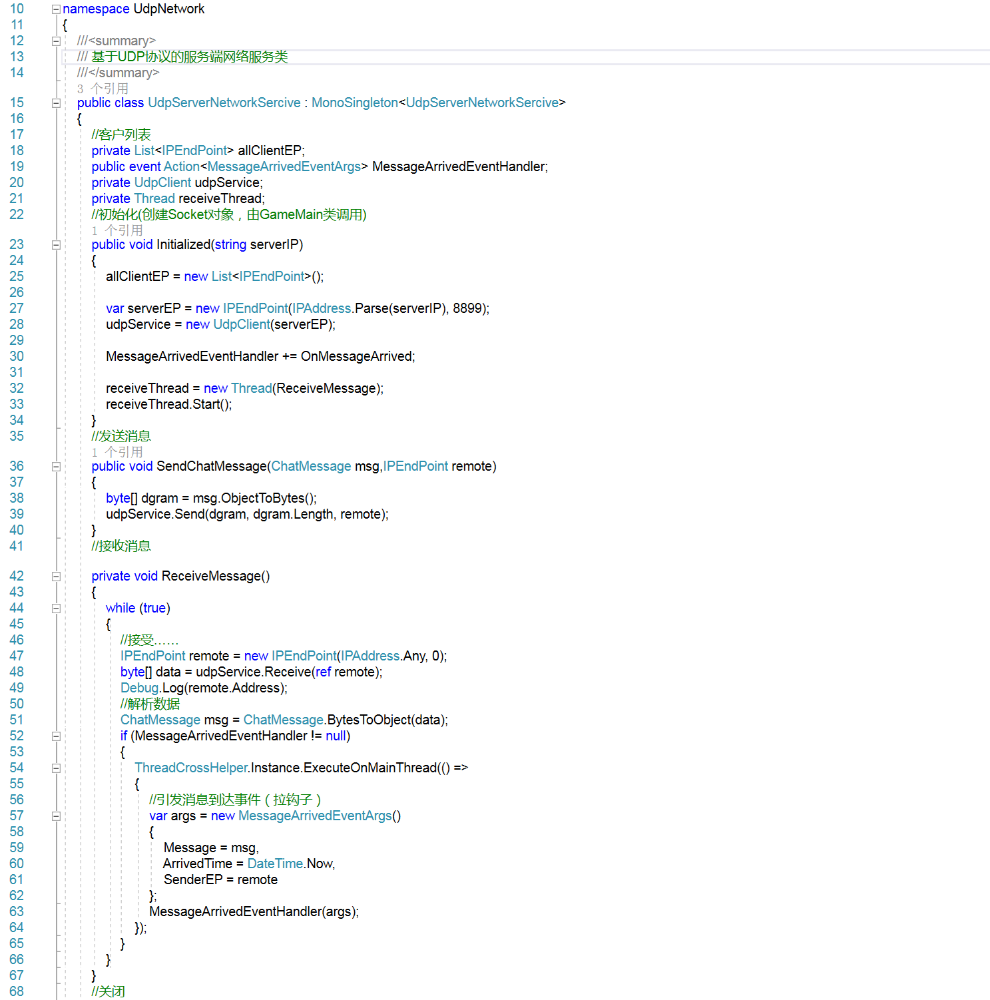 10 namespace UdpNetwork
11 {
12 ///<summary>
13 /// 基于UDP协议的服务端网络服务类
14 ///</summary>
3 个引用
15 public class UdpServerNetworkSercive : MonoSingleton<UdpServerNetworkSercive>
16 {
17 //客户列表
18 private List<IPEndPoint> allClientEP;
19 public event Action<MessageArrivedEventArgs> MessageArrivedEventHandler;
20 private UdpClient udpService;
21 private Thread receiveThread;
22 //初始化(创建Socket对象，由GameMain类调用)
1 个引用
23 public void Initialized(string serverIP)
24 {
25 allClientEP = new List<IPEndPoint>();
26
27 var serverEP = new IPEndPoint(IPAddress.Parse(serverIP), 8899);
28 udpService = new UdpClient(serverEP);
29
30 MessageArrivedEventHandler += OnMessageArrived;
31
32 receiveThread = new Thread(ReceiveMessage);
33 receiveThread.Start();
34 }
35 //发送消息
1 个引用
36 public void SendChatMessage(ChatMessage msg,IPEndPoint remote)
37 {
38 byte[] dgram = msg.ObjectToBytes();
39 udpService.Send(dgram, dgram.Length, remote);
40 }
41 //接收消息
42 private void ReceiveMessage()
43 {
44 while (true)
45 {
46 //接受……
47 IPEndPoint remote = new IPEndPoint(IPAddress.Any, 0);
48 byte[] data = udpService.Receive(ref remote);
49 Debug.Log(remote.Address);
50 //解析数据
51 ChatMessage msg = ChatMessage.BytesToObject(data);
52 if (MessageArrivedEventHandler != null)
53 {
54 ThreadCrossHelper.Instance.ExecuteOnMainThread(() =>
55 {
56 //引发消息到达事件（拉钩子）
57 var args = new MessageArrivedEventArgs()
58 {
59 Message = msg,
60 ArrivedTime = DateTime.Now,
61 SenderEP = remote
62 };
63 MessageArrivedEventHandler(args);
64 });
65 }
66 }
67 }
68 //关闭